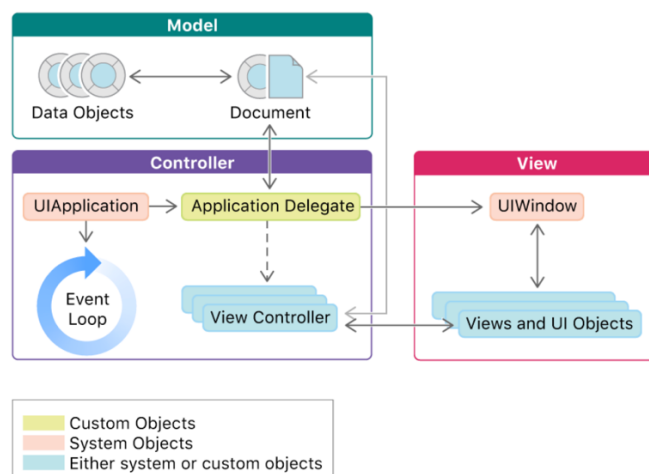 Model
Data Objects
Document
Controller
View
UIApplication
Application Delegate
UIWindow
Event
Loop
View Controller
Views and UI Objects
Custom Objects
System Objects
Either system or custom objects